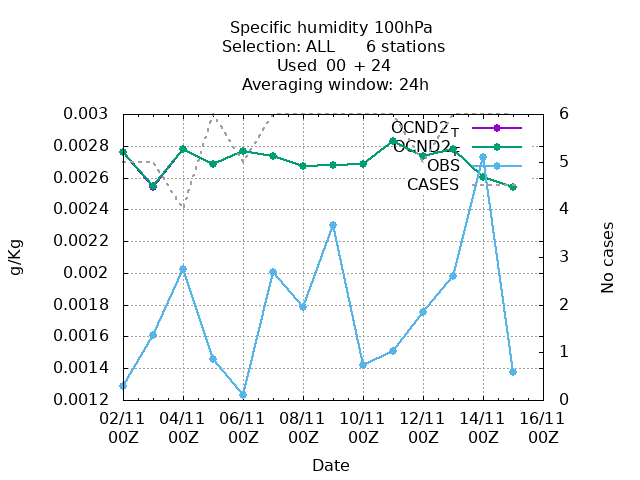 Specific humidity 100hPa
Selection: ALL 6 stations
Used 00 + 24
Averaging window: 24h
OCND2T
OCND2T
OBS
CASES
0.003
0.0028
0.0026
0.0024
0.0022
0.002
0.0018
0.0016
0.0014
0.0012
6
5
4
3
2
1
0
g/Kg
No cases
02/11 04/11 06/11 08/11 10/11 12/11 14/11 16/11
00Z 00Z 00Z 00Z 00Z 00Z 00Z 00Z
Date